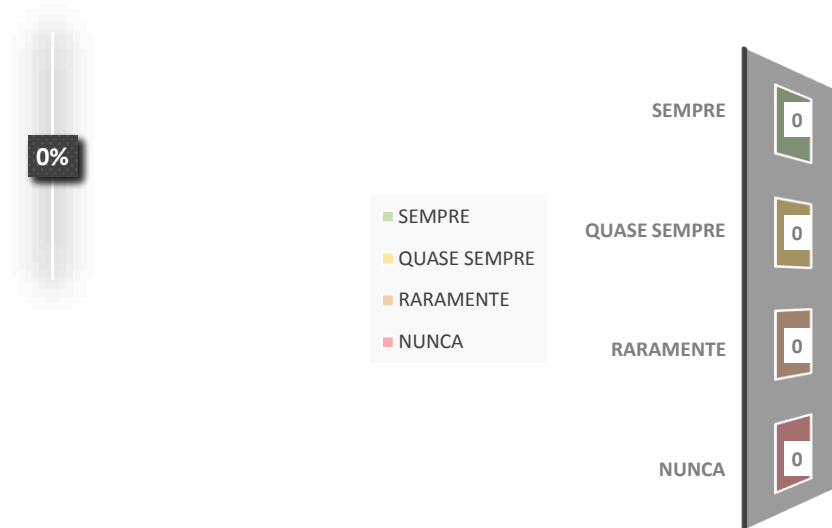 0%
SEMPRE
QUASE SEMPRE
RARAMENTE
NUNCA
SEMPRE
0
QUASE SEMPRE
0
RARAMENTE
0
NUNCA
0